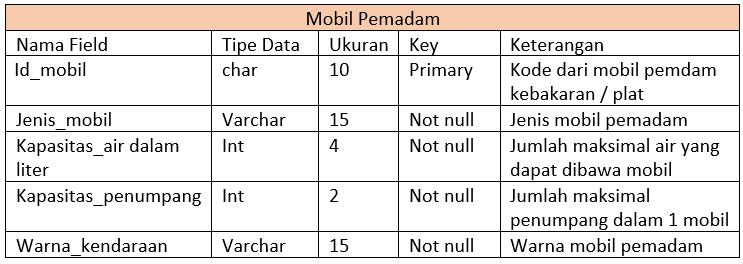 Mobil Pemadam
Nama Field Tipe Data Ukuran Key Keterangan
Id_mobil char 10 Primary Kode dari mobil pemdam
kebakaran / plat
Jenis_mobil Varchar 15 Not null Jenis mobil pemadam
Kapasitas_air dalam Int 4 Not null Jumlah maksimal air yang
liter dapat dibawa mobil
Kapasitas_penumpang Int 2 Not null Jumlah maksimal
penumpang dalam 1 mobil
Warna_kendaraan Varchar 15 Not null Warna mobil pemadam